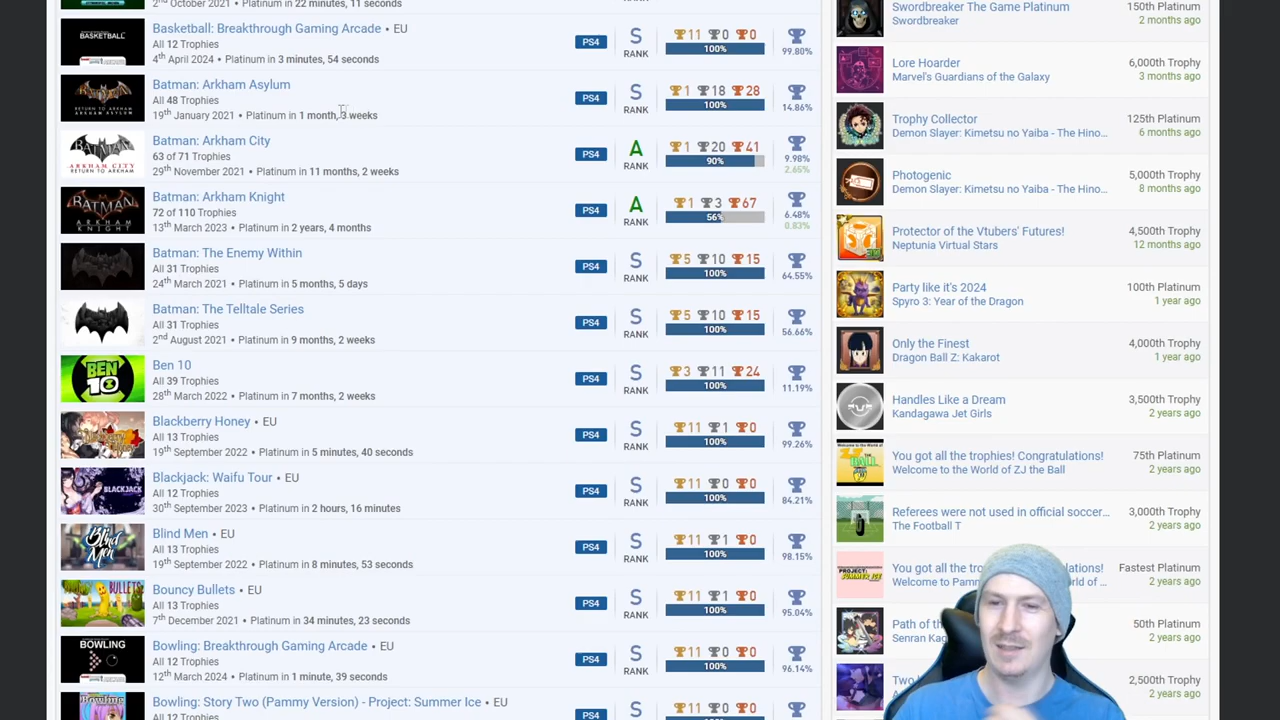 2nd October 2021 • Platinum in 22 minutes, 11 seconds
Basketball: Breakthrough Gaming Arcade • EU
All 12 Trophies
4th April 2024 • Platinum in 3 minutes, 54 seconds
BASKETBALL
PS4
S RANK
11 0 0
100%
99.80%
Batman: Arkham Asylum
All 48 Trophies
19th January 2021 • Platinum in 1 month, 3 weeks
PS4
S RANK
1 18 28
100%
14.86%
Batman: Arkham City
63 of 71 Trophies
29th November 2021 • Platinum in 11 months, 2 weeks
PS4
A RANK
1 20 41
90%
9.98%
2.65%
Batman: Arkham Knight
72 of 110 Trophies
13th March 2023 • Platinum in 2 years, 4 months
PS4
A RANK
1 3 67
56%
6.48%
0.83%
Batman: The Enemy Within
All 31 Trophies
24th March 2021 • Platinum in 5 months, 5 days
PS4
S RANK
5 10 15
100%
64.55%
Batman: The Telltale Series
All 31 Trophies
August 2021 • Platinum in 9 months, 2 weeks
PS4
S RANK
5 10 15
100%
56.66%
BEN 10
Ben 10
All 39 Trophies
28th March 2022 • Platinum in 7 months, 2 weeks
PS4
S RANK
3 11 24
100%
11.19%
Blackberry Honey • EU
All 13 Trophies
40 seconds
PS4
S RANK
11 1 0
100%
99.26%
BLACKJACK
Blackjack: Waifu Tour • EU
All 12 Trophies
2 hours, 16 minutes
PS4
S RANK
11 0 0
100%
84.21%
Blind Men
Blind Men • EU
All 13 Trophies
Platinum in 8 minutes, 53 seconds
PS4
S RANK
11 1 0
100%
98.15%
BULLETS
Bouncy Bullets • EU
All 13 Trophies
7th • Platinum in 34 minutes, 23 seconds
PS4
S RANK
11 1 0
100%
95.04%
BOWLING
Bowling: Breakthrough Gaming Arcade • EU
All 12 Trophies
2024 • Platinum in 1 minute, 39 seconds
PS4
S RANK
11 0 0
100%
96.14%
Bowling
Bowling: Story Two (Pammy Version) - Project: Summer Ice • EU
All 12 Trophies
PS4
S
11 0 0
100%
Swordbreaker The Game Platinum
Swordbreaker
150th Platinum
2 months ago
Lore Hoarder
Marvel's Guardians of the Galaxy
6,000th Trophy
3 months ago
Trophy Collector
Demon Slayer: Kimetsu no Yaiba - The Hino...
125th Platinum
6 months ago
Photogenic
Demon Slayer: Kimetsu no Yaiba - The Hino...
5,000th Trophy
8 months ago
Protector of the Vtubers' Futures!
Neptunia Virtual Stars
4,500th Trophy
12 months ago
Party like it's 2024
Spyro 3: Year of the Dragon
100th Platinum
1 year ago
Only the Finest
Dragon Ball Z: Kakarot
4,000th Trophy
1 year ago
Handles Like a Dream
Kandagawa Jet Girls
3,500th Trophy
2 years ago
You got all the trophies! Congratulations!
Welcome to the World of ZJ the Ball
75th Platinum
2 years ago
Referees were not used in official soccer...
The Football T
3,000th Trophy
2 years ago
You got all the
Welcome to
Platinum
2 years ago
Path of
Senran
50th Platinum
2 years ago
Two
2,500th Trophy
2 years ago